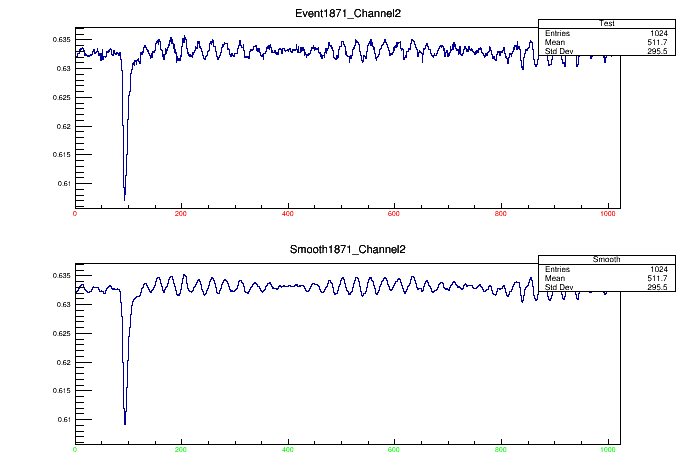 Event1871_Channel2
Test
Entries 1024
Mean 511.7
Std Dev 295.5
0.635
0.63
0.625
0.62
0.615
0.61
0 200 400 600 800 1000
Smooth1871_Channel2
Smooth
Entries 1024
Mean 511.7
Std Dev 295.5
0.635
0.63
0.625
0.62
0.615
0.61
0 200 400 600 800 1000